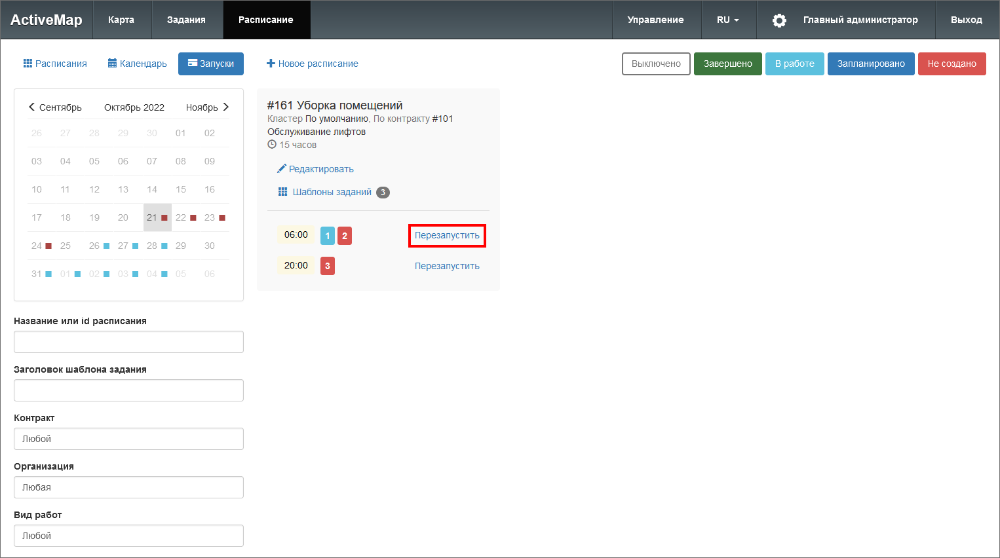 ActiveMap Карта Задания Расписание Управление RU Главный администратор Выход
Расписания Календарь Запуски Новое расписание Выключено Завершено В работе Запланировано Не создано
Сентябрь Октябрь 2022 Ноябрь
26 27 28 29 30 01 02
03 04 05 06 07 08 09
10 11 12 13 14 15 16
17 18 19 20 21 22 23
24 25 26 27 28 29 30
31 01 02 03 04 05 06
Название или id расписания
Заголовок шаблона задания
Контракт
Любой
Организация
Любая
Вид работ
Любой
#161 Уборка помещений
Кластер По умолчанию, По контракту #101
Обслуживание лифтов
15 часов
Редактировать
Шаблоны заданий 3
06:00 1 2 Перезапустить
20:00 3 Перезапустить